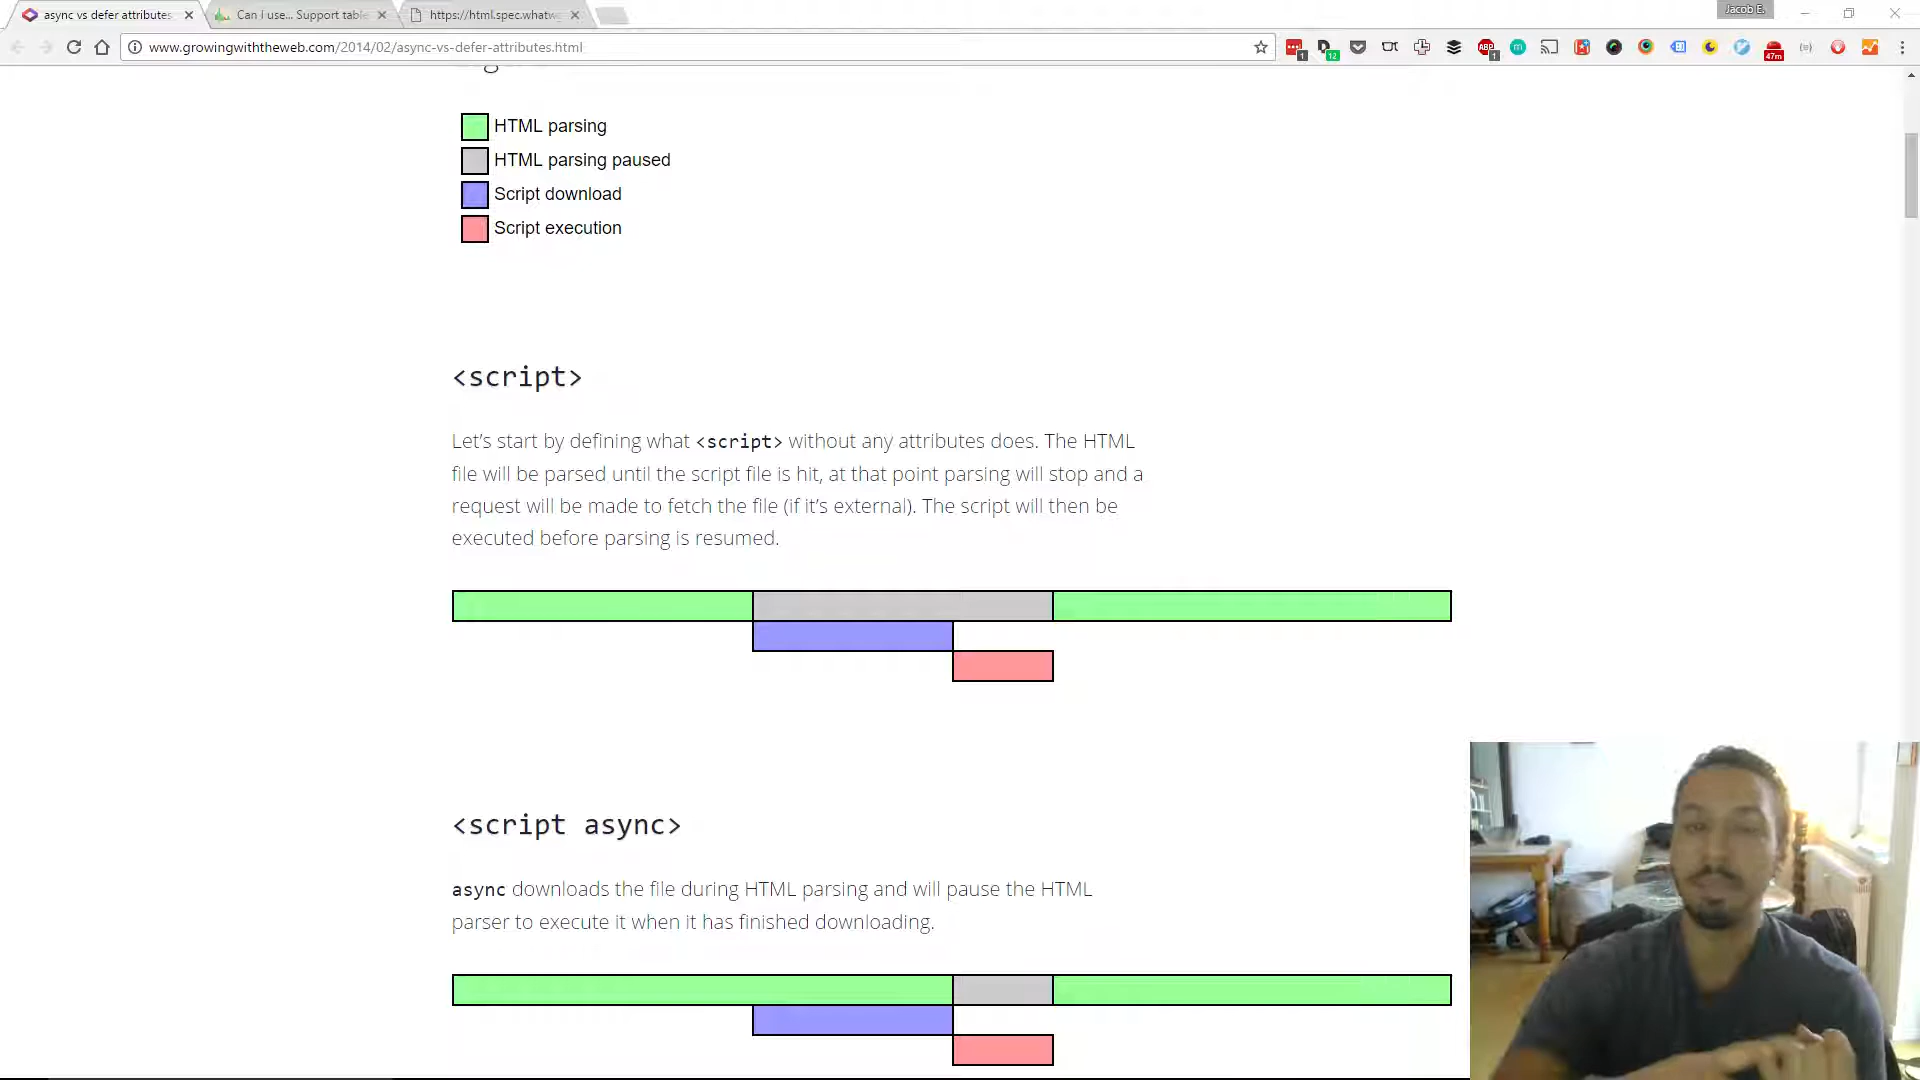 async vs defer attributes
Can I use... Support table
https://html.spec.whatw
Jacob E.
www.growingwiththeweb.com/2014/02/async-vs-defer-attributes.html
1
12
ABP
1
m
47m
HTML parsing
HTML parsing paused
Script download
Script execution
<script>
Let's start by defining what <script> without any attributes does. The HTML
file will be parsed until the script file is hit, at that point parsing will stop and a
request will be made to fetch the file (if it's external). The script will then be
executed before parsing is resumed.
<script async>
async downloads the file during HTML parsing and will pause the HTML
parser to execute it when it has finished downloading.